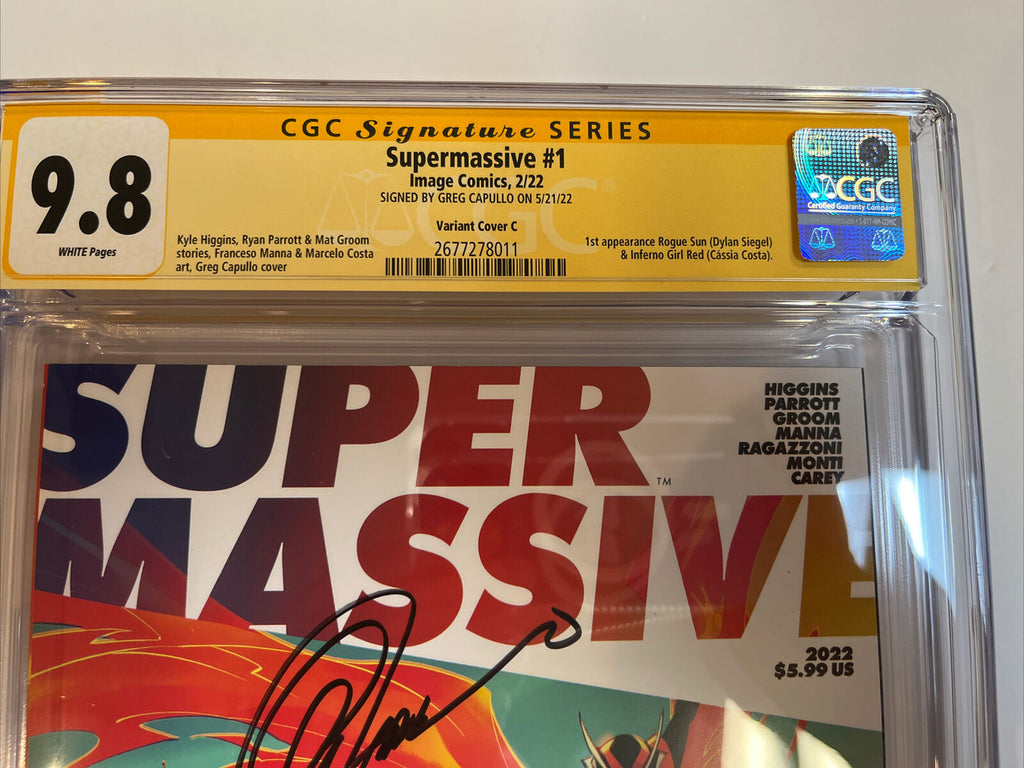 CGC Signature SERIES
Supermassive #1
Image Comics, 2/22
SIGNED BY GREG CAPULLO ON 5/21/22
Variant Cover C
2677278011
9.8
WHITE Pages
Kyle Higgins, Ryan Parrott & Mat Groom
stories, Franceso Manna & Marcelo Costa
art, Greg Capullo cover
1st appearance Rogue Sun (Dylan Siegel)
& Inferno Girl Red (Cássia Costa).
CGC
Certified Guaranty Company
CGC®
SUPER
MASSIVE
TM
HIGGINS
PARROTT
GROOM
MANNA
RAGAZZONI
MONTI
CAREY
2022
$5.99 US